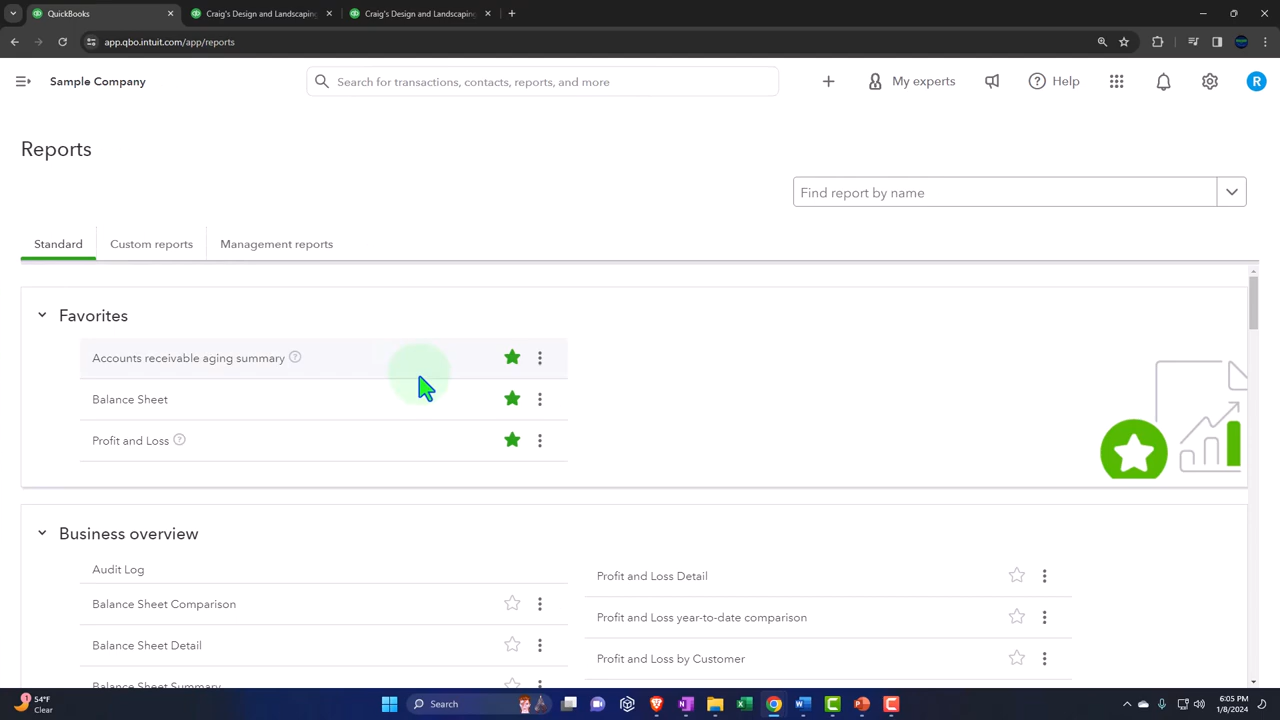 QuickBooks
Craig's Design and Landscaping
Craig's Design and Landscaping
app.qbo.intuit.com/app/reports
Sample Company
Search for transactions, contacts, reports, and more
My experts
Help
R
Reports
Find report by name
Standard
Custom reports
Management reports
Favorites
Accounts receivable aging summary
Balance Sheet
Profit and Loss
Business overview
Audit Log
Profit and Loss Detail
Balance Sheet Comparison
Profit and Loss year-to-date comparison
Balance Sheet Detail
Profit and Loss by Customer
Balance Sheet Summary
54°F
Clear
Search
6:05 PM
1/8/2024